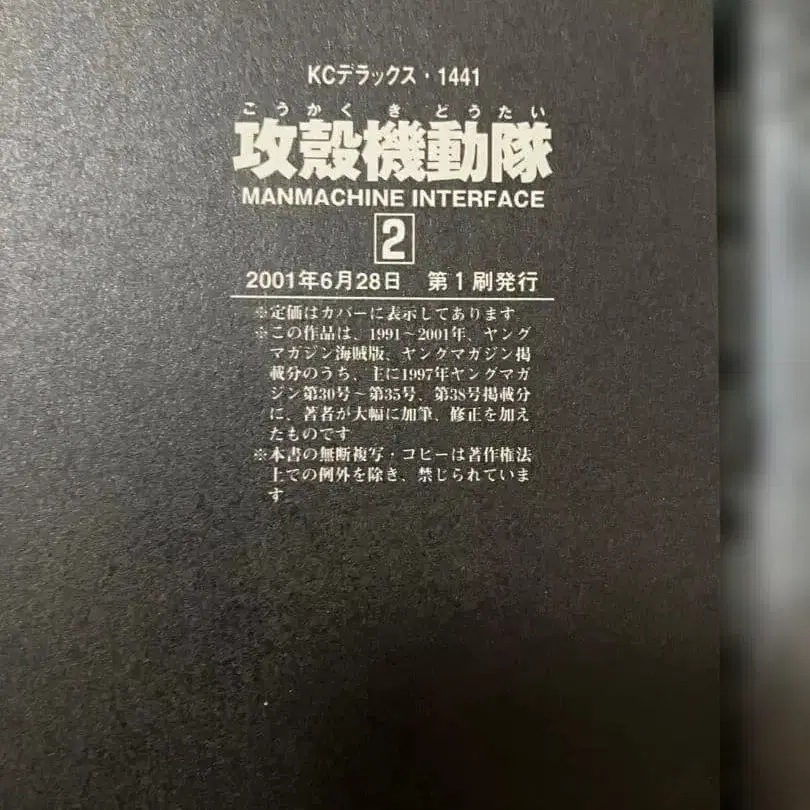 KCデラックス・1441
こうかくきどうたい
攻殻機動隊
MANMACHINE INTERFACE
2
2001年6月28日 第1刷発行
※定価はカバーに表示してあります
※この作品は、1991～2001年、ヤング
マガジン海賊版、ヤングマガジン掲
載分のうち、主に1997年ヤングマガ
ジン第30号～第35号、第38号掲載分
に、著者が大幅に加筆、修正を加え
たものです
※本書の無断複写・コピーは著作権法
上での例外を除き、禁じられていま
す